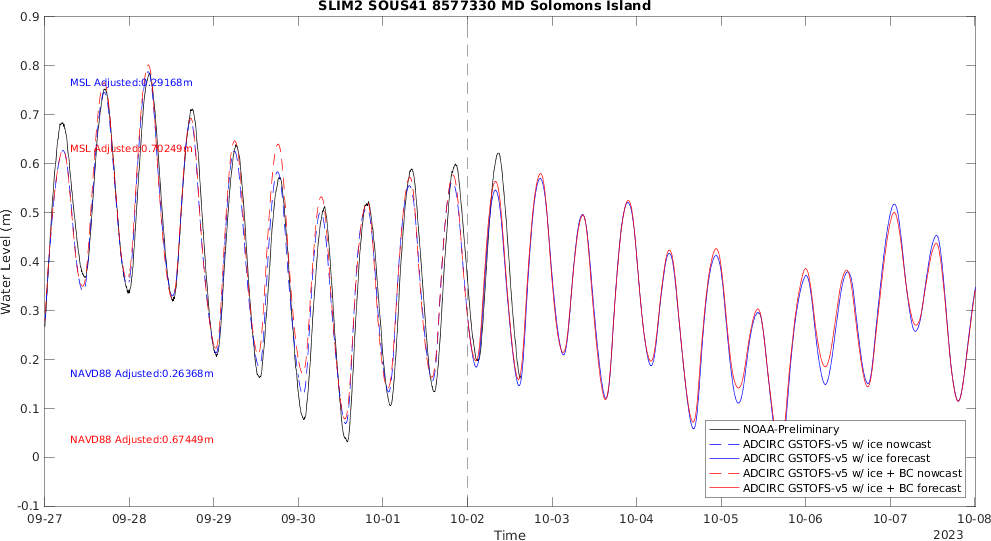 SLIM2 SOUS41 8577330 MD Solomons Island
0.9
0.8
0.7
0.6
0.5
0.4
0.3
0.2
0.1
0
-0.1
Water Level (m)
MSL Adjusted:0.29168m
MSL Adjusted:0.70249m
NAVD88 Adjusted:0.26368m
NAVD88 Adjusted:0.67449m
NOAA-Preliminary
ADCIRC GSTOFS-v5 w/ ice nowcast
ADCIRC GSTOFS-v5 w/ ice forecast
ADCIRC GSTOFS-v5 w/ ice + BC nowcast
ADCIRC GSTOFS-v5 w/ ice + BC forecast
09-27 09-28 09-29 09-30 10-01 10-02 10-03 10-04 10-05 10-06 10-07 10-08
Time
2023